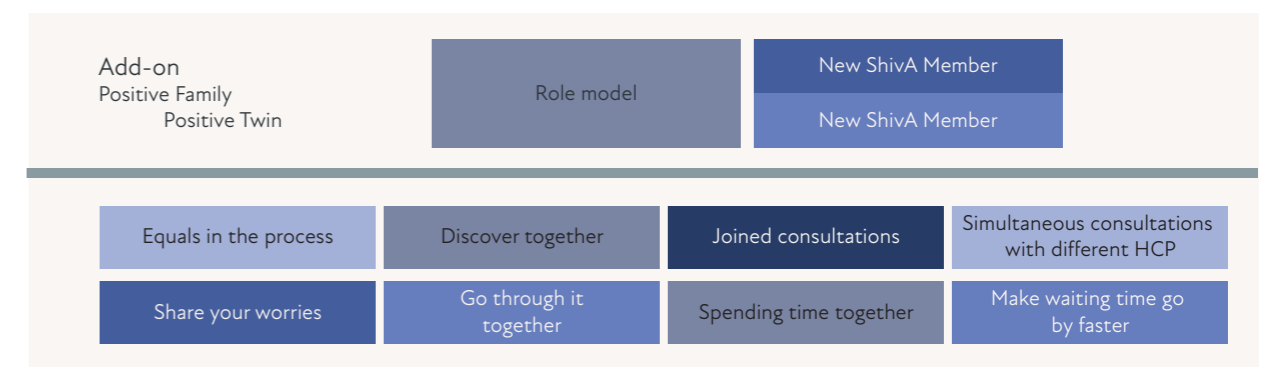 Add-on
Positive Family
Positive Twin
Role model
New ShivA Member
New ShivA Member
Equals in the process
Discover together
Joined consultations
Simultaneous consultations
with different HCP
Share your worries
Go through it
together
Spending time together
Make waiting time go
by faster